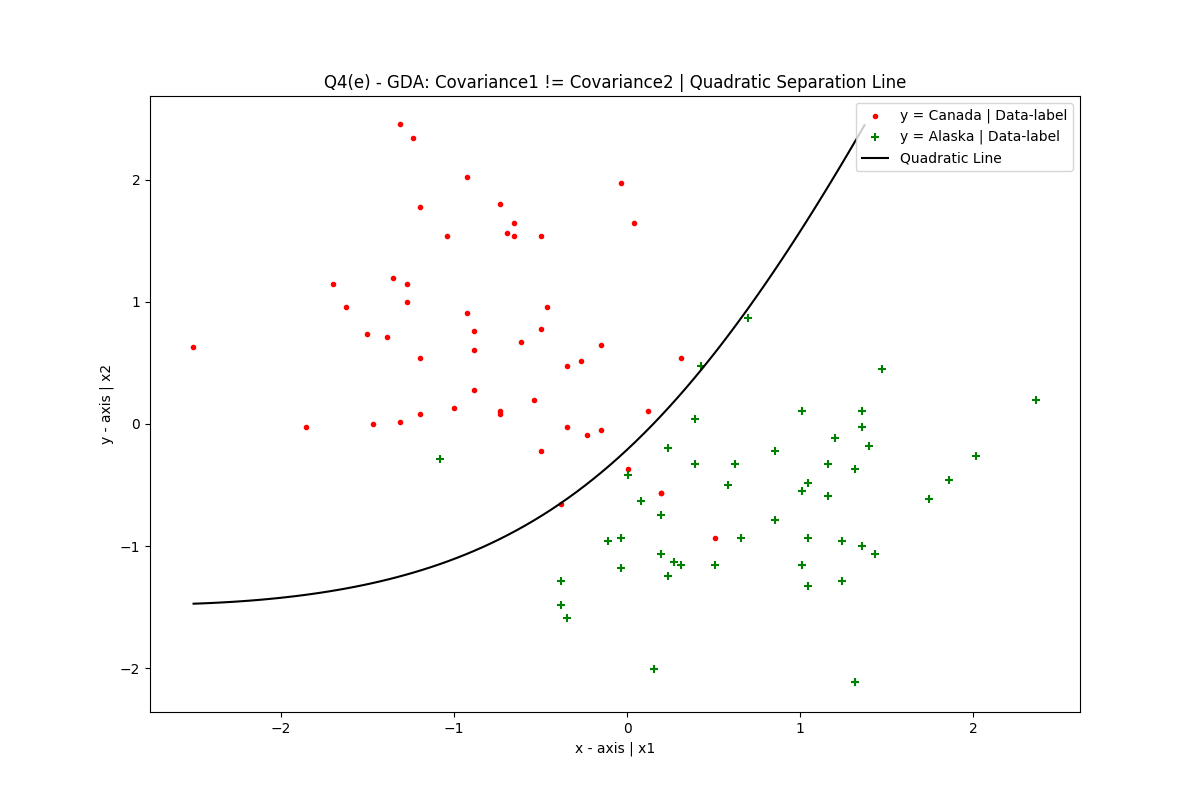 Q4(e) - GDA: Covariance1 != Covariance2 | Quadratic Separation Line
y = Canada | Data-label
y = Alaska | Data-label
Quadratic Line
2
1
0
−1
−2
y - axis | x2
−2
−1
0
1
2
x - axis | x1